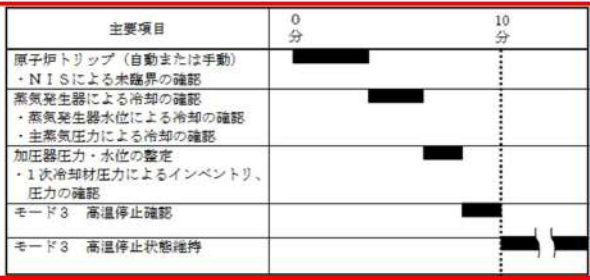 主要項目
0
分
10
分
原子炉トリップ（自動または手動）
・ＮＩＳによる未臨界の確認
蒸気発生器による冷却の確認
・蒸気発生器水位による冷却の確認
・主蒸気圧力による冷却の確認
加圧器圧力・水位の整定
・１次冷却材圧力によるインベントリ、
圧力の確認
モード３　高温停止確認
モード３　高温停止状態維持